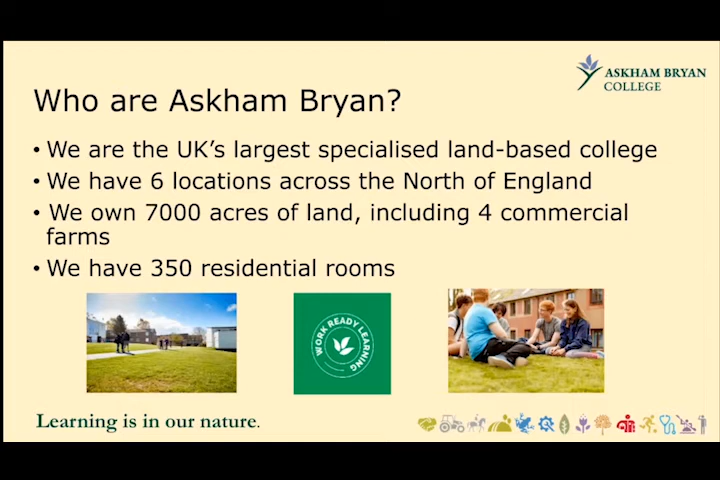 ASKHAM BRYAN
COLLEGE
Who are Askham Bryan?
• We are the UK's largest specialised land-based college
• We have 6 locations across the North of England
• We own 7000 acres of land, including 4 commercial
farms
• We have 350 residential rooms
WORK READY LEARNING
Learning is in our nature.